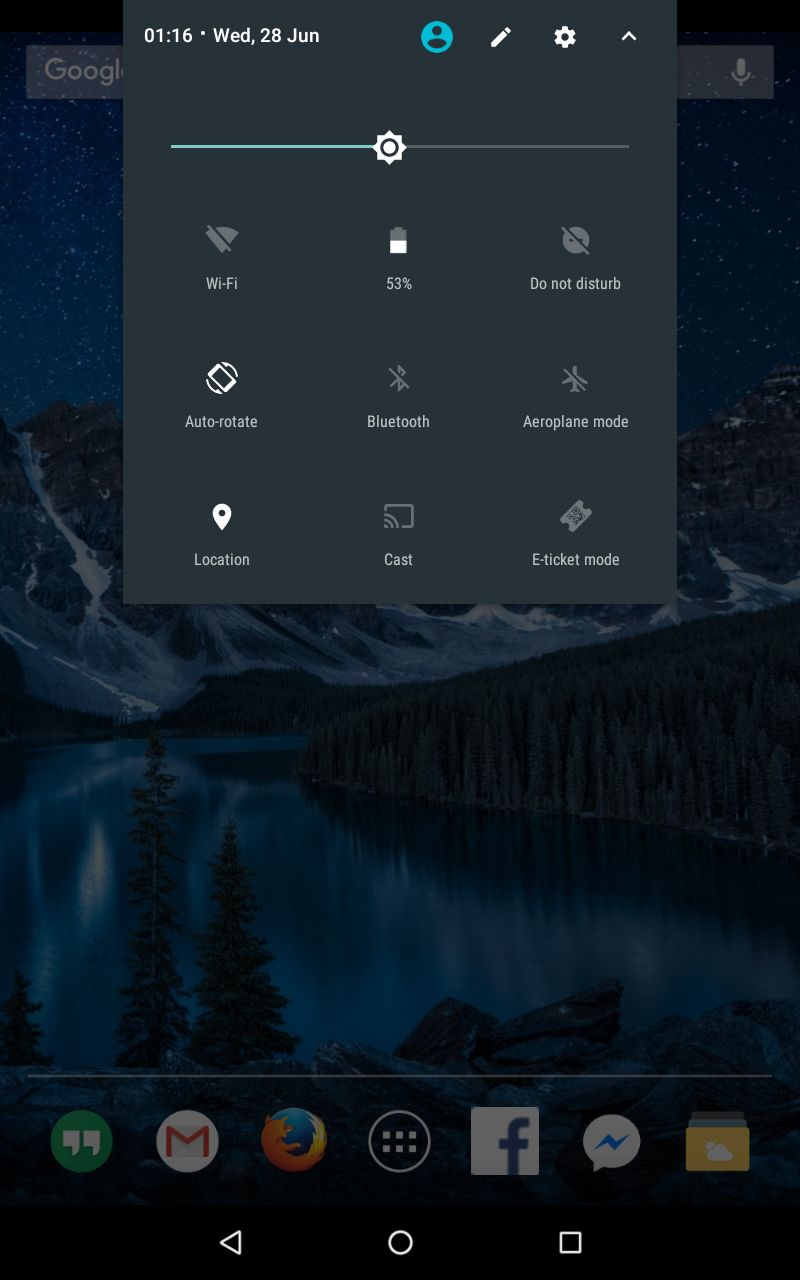 01:16 • Wed, 28 Jun
Google
Wi-Fi
53%
Do not disturb
Auto-rotate
Bluetooth
Aeroplane mode
Location
Cast
E-ticket mode